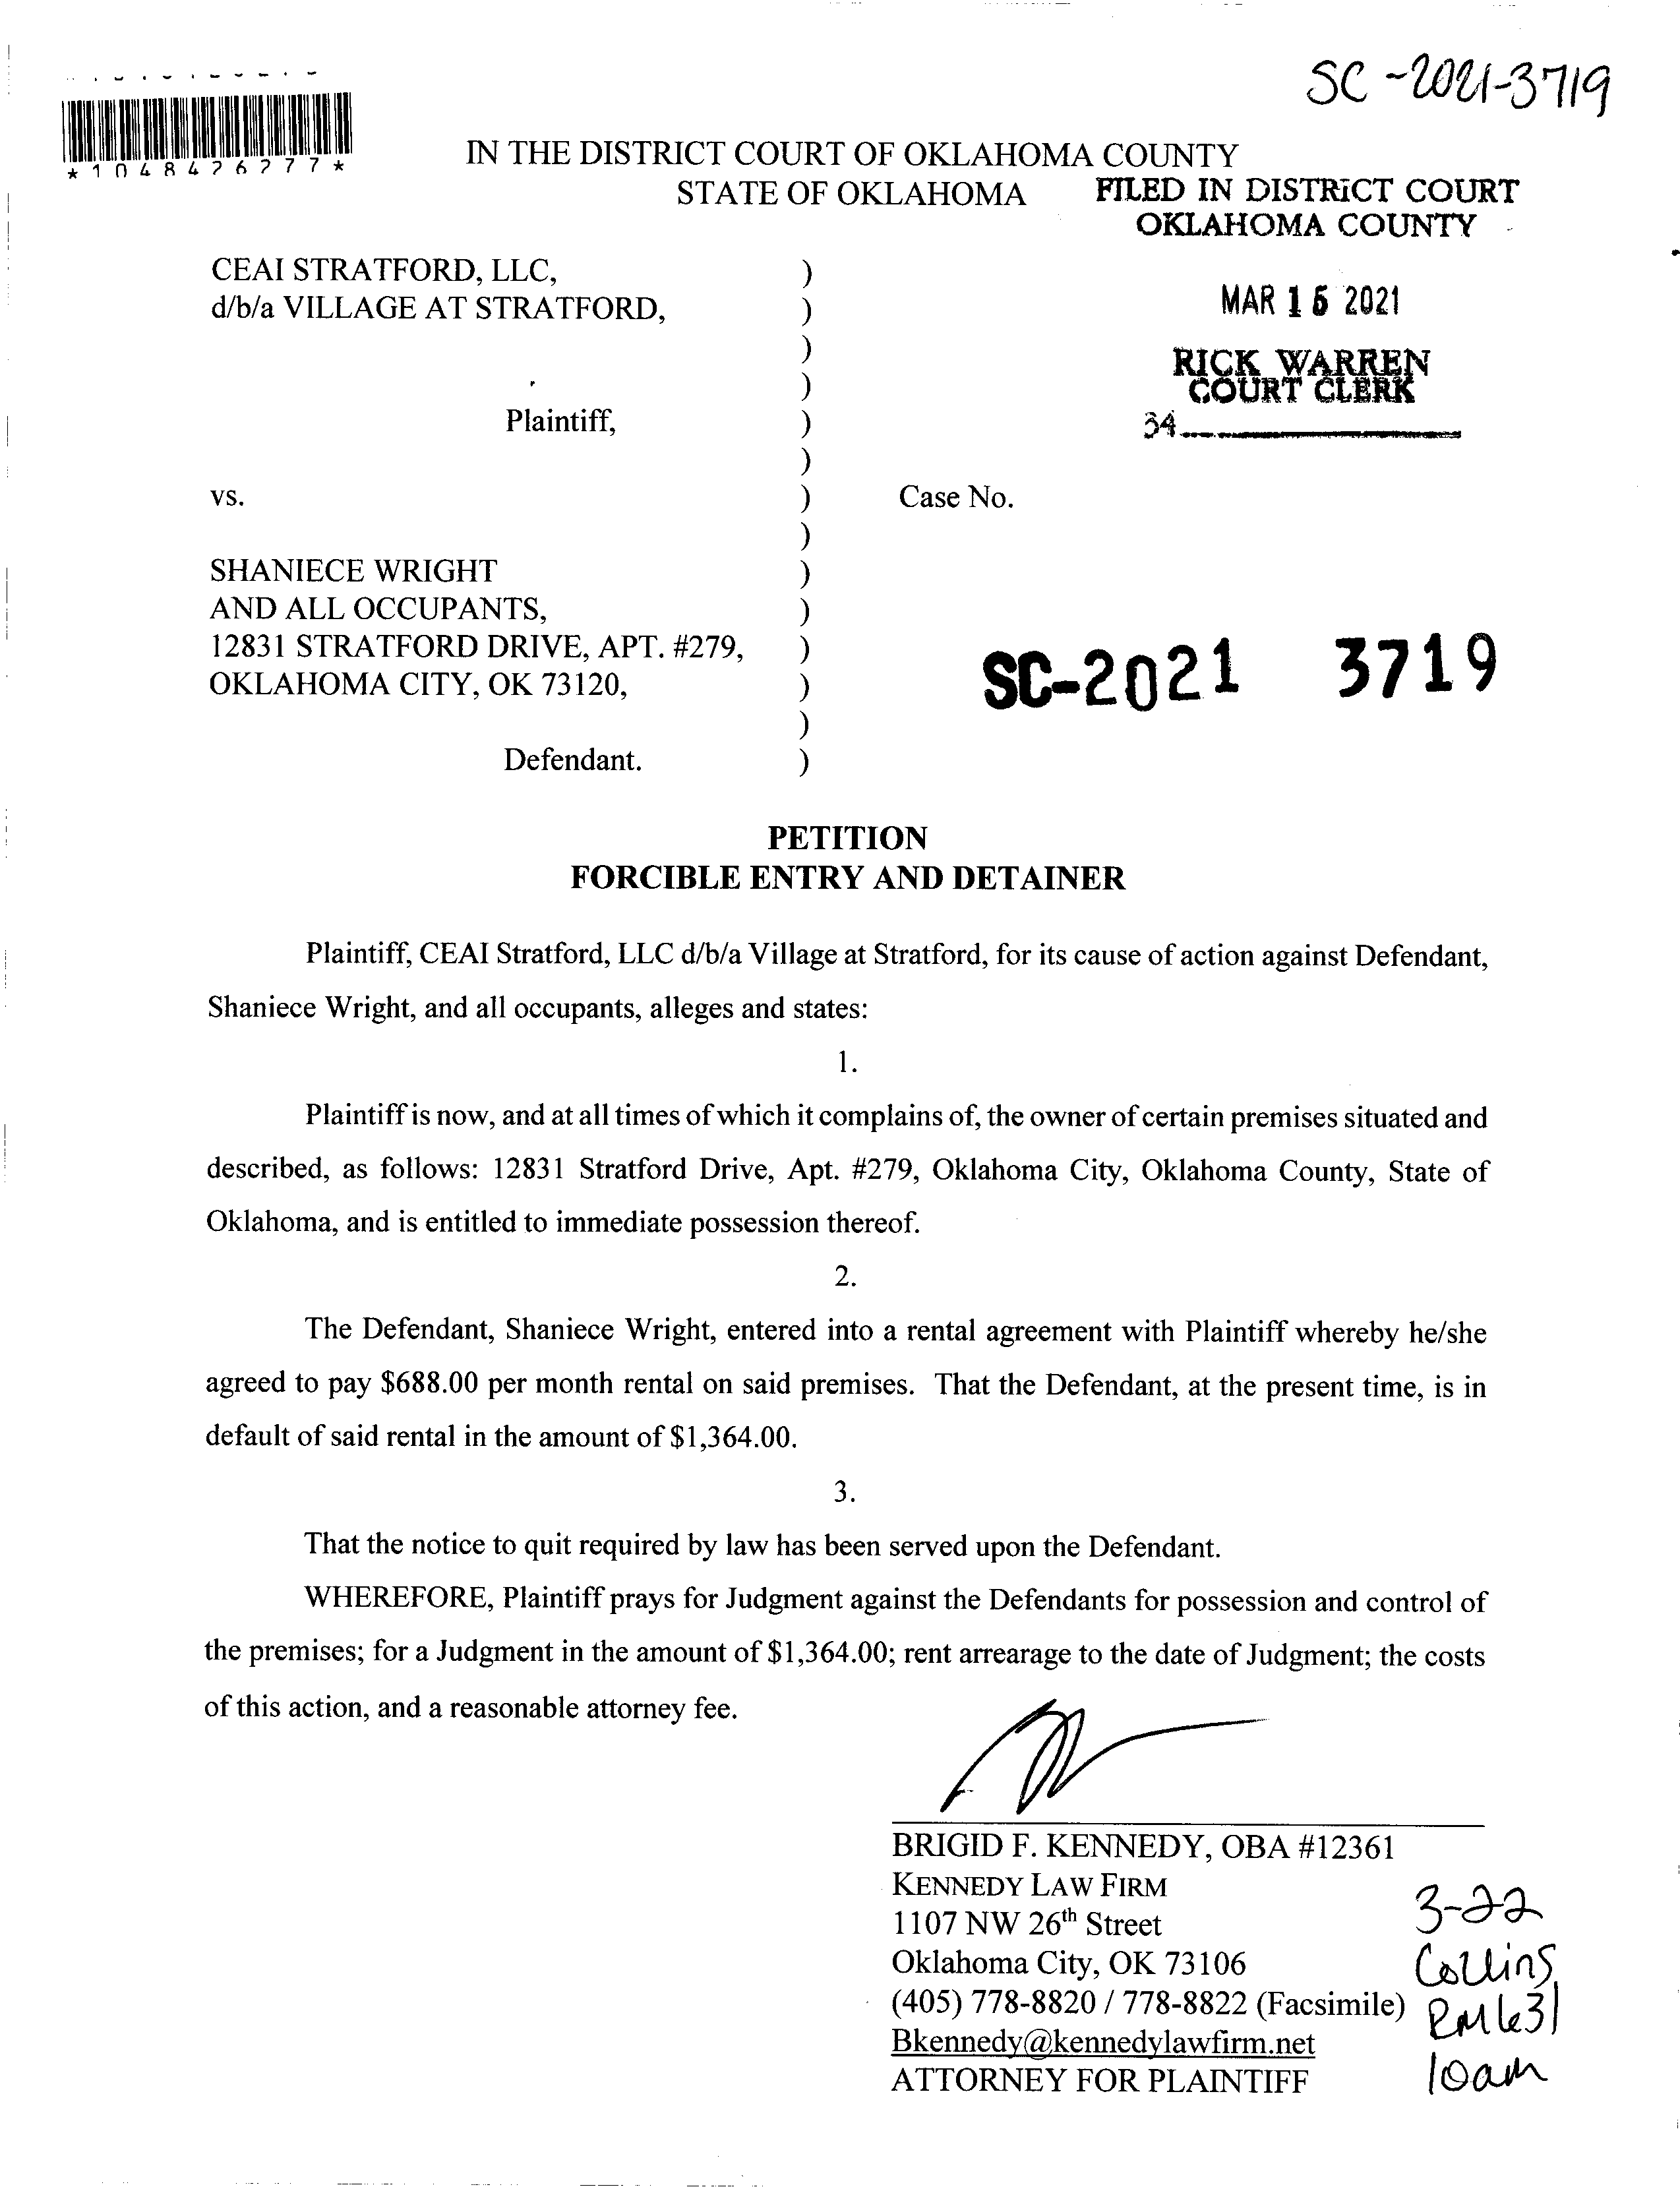 SC-2021-3719
*1048426277*
IN THE DISTRICT COURT OF OKLAHOMA COUNTY
STATE OF OKLAHOMA
FILED IN DISTRICT COURT
OKLAHOMA COUNTY
MAR 15 2021
RICK WARREN
COURT CLERK
34
CEAI STRATFORD, LLC, )
d/b/a VILLAGE AT STRATFORD, )
)
)
Plaintiff, )
)
vs. ) Case No.
)
SHANIECE WRIGHT )
AND ALL OCCUPANTS, )
12831 STRATFORD DRIVE, APT. #279, )
OKLAHOMA CITY, OK 73120, )
)
Defendant. )
SC-2021 3719
PETITION
FORCIBLE ENTRY AND DETAINER
Plaintiff, CEAI Stratford, LLC d/b/a Village at Stratford, for its cause of action against Defendant,
Shaniece Wright, and all occupants, alleges and states:
1.
Plaintiff is now, and at all times of which it complains of, the owner of certain premises situated and
described, as follows: 12831 Stratford Drive, Apt. #279, Oklahoma City, Oklahoma County, State of
Oklahoma, and is entitled to immediate possession thereof.
2.
The Defendant, Shaniece Wright, entered into a rental agreement with Plaintiff whereby he/she
agreed to pay $688.00 per month rental on said premises. That the Defendant, at the present time, is in
default of said rental in the amount of $1,364.00.
3.
That the notice to quit required by law has been served upon the Defendant.
WHEREFORE, Plaintiff prays for Judgment against the Defendants for possession and control of
the premises; for a Judgment in the amount of $1,364.00; rent arrearage to the date of Judgment; the costs
of this action, and a reasonable attorney fee.
BRIGID F. KENNEDY, OBA #12361
KENNEDY LAW FIRM
1107 NW 26th Street
Oklahoma City, OK 73106
(405) 778-8820 / 778-8822 (Facsimile)
Bkennedy@kennedylawfirm.net
ATTORNEY FOR PLAINTIFF
3-22
Collins
RM 631
10am